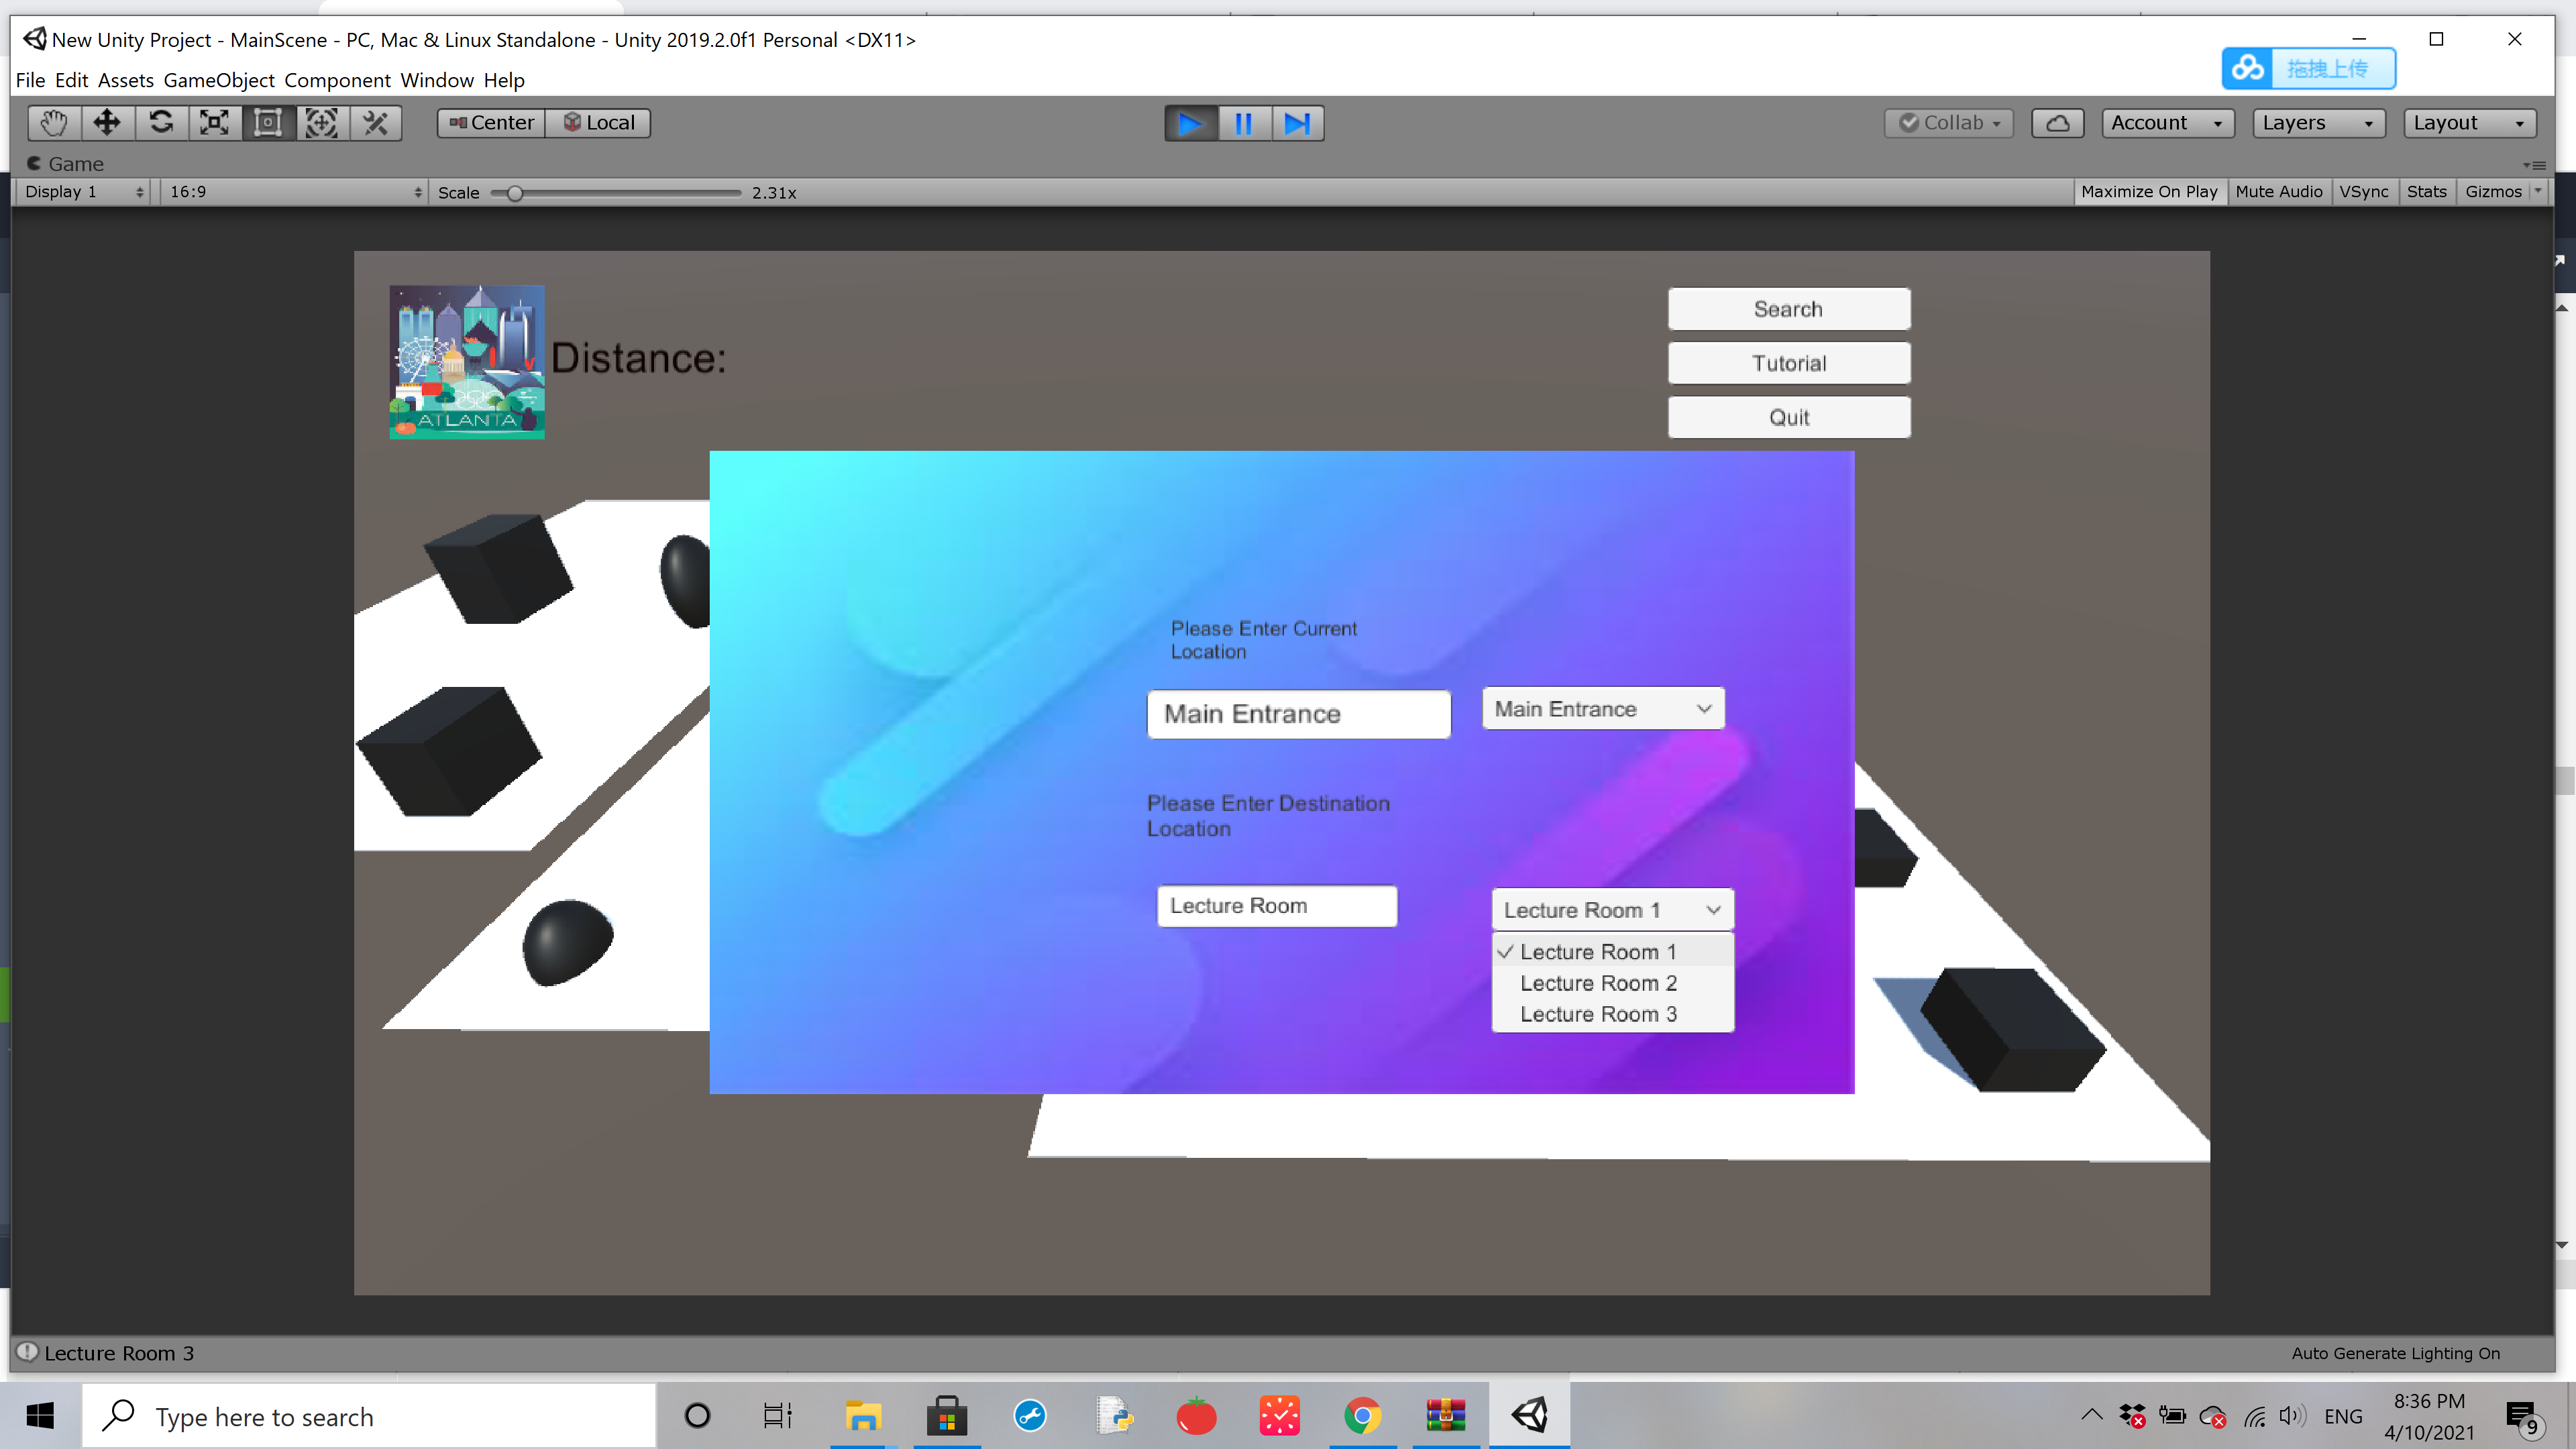 New Unity Project - MainScene - PC, Mac & Linux Standalone - Unity 2019.2.0f1 Personal <DX11>
File Edit Assets GameObject Component Window Help
拖拽上传
Center Local
Collab Account Layers Layout
Game
Display 1 16:9 Scale 2.31x Maximize On Play Mute Audio VSync Stats Gizmos
ATLANTA
Distance:
Search
Tutorial
Quit
Please Enter Current
Location
Main Entrance Main Entrance
Please Enter Destination
Location
Lecture Room Lecture Room 1
Lecture Room 1
Lecture Room 2
Lecture Room 3
Lecture Room 3 Auto Generate Lighting On
Type here to search
ENG 8:36 PM
4/10/2021
9